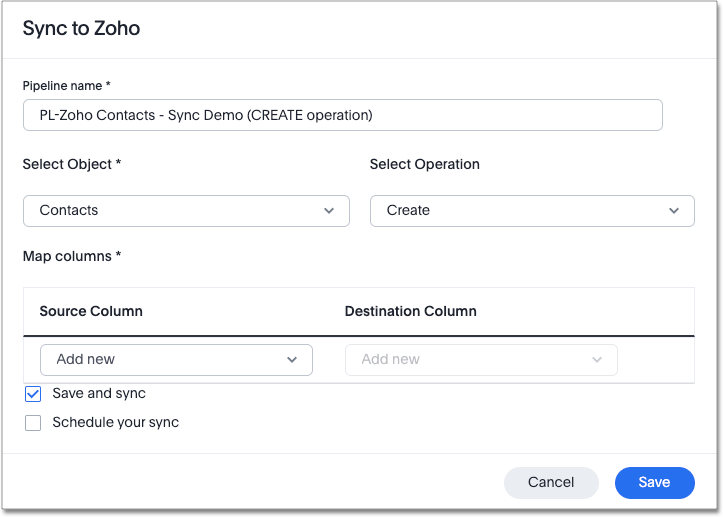 Sync to Zoho
Pipeline name *
PL-Zoho Contacts - Sync Demo (CREATE operation)
Select Object * Select Operation
Contacts Create
Map columns *
Source Column Destination Column
Add new Add new
Save and sync
Schedule your sync
Cancel Save